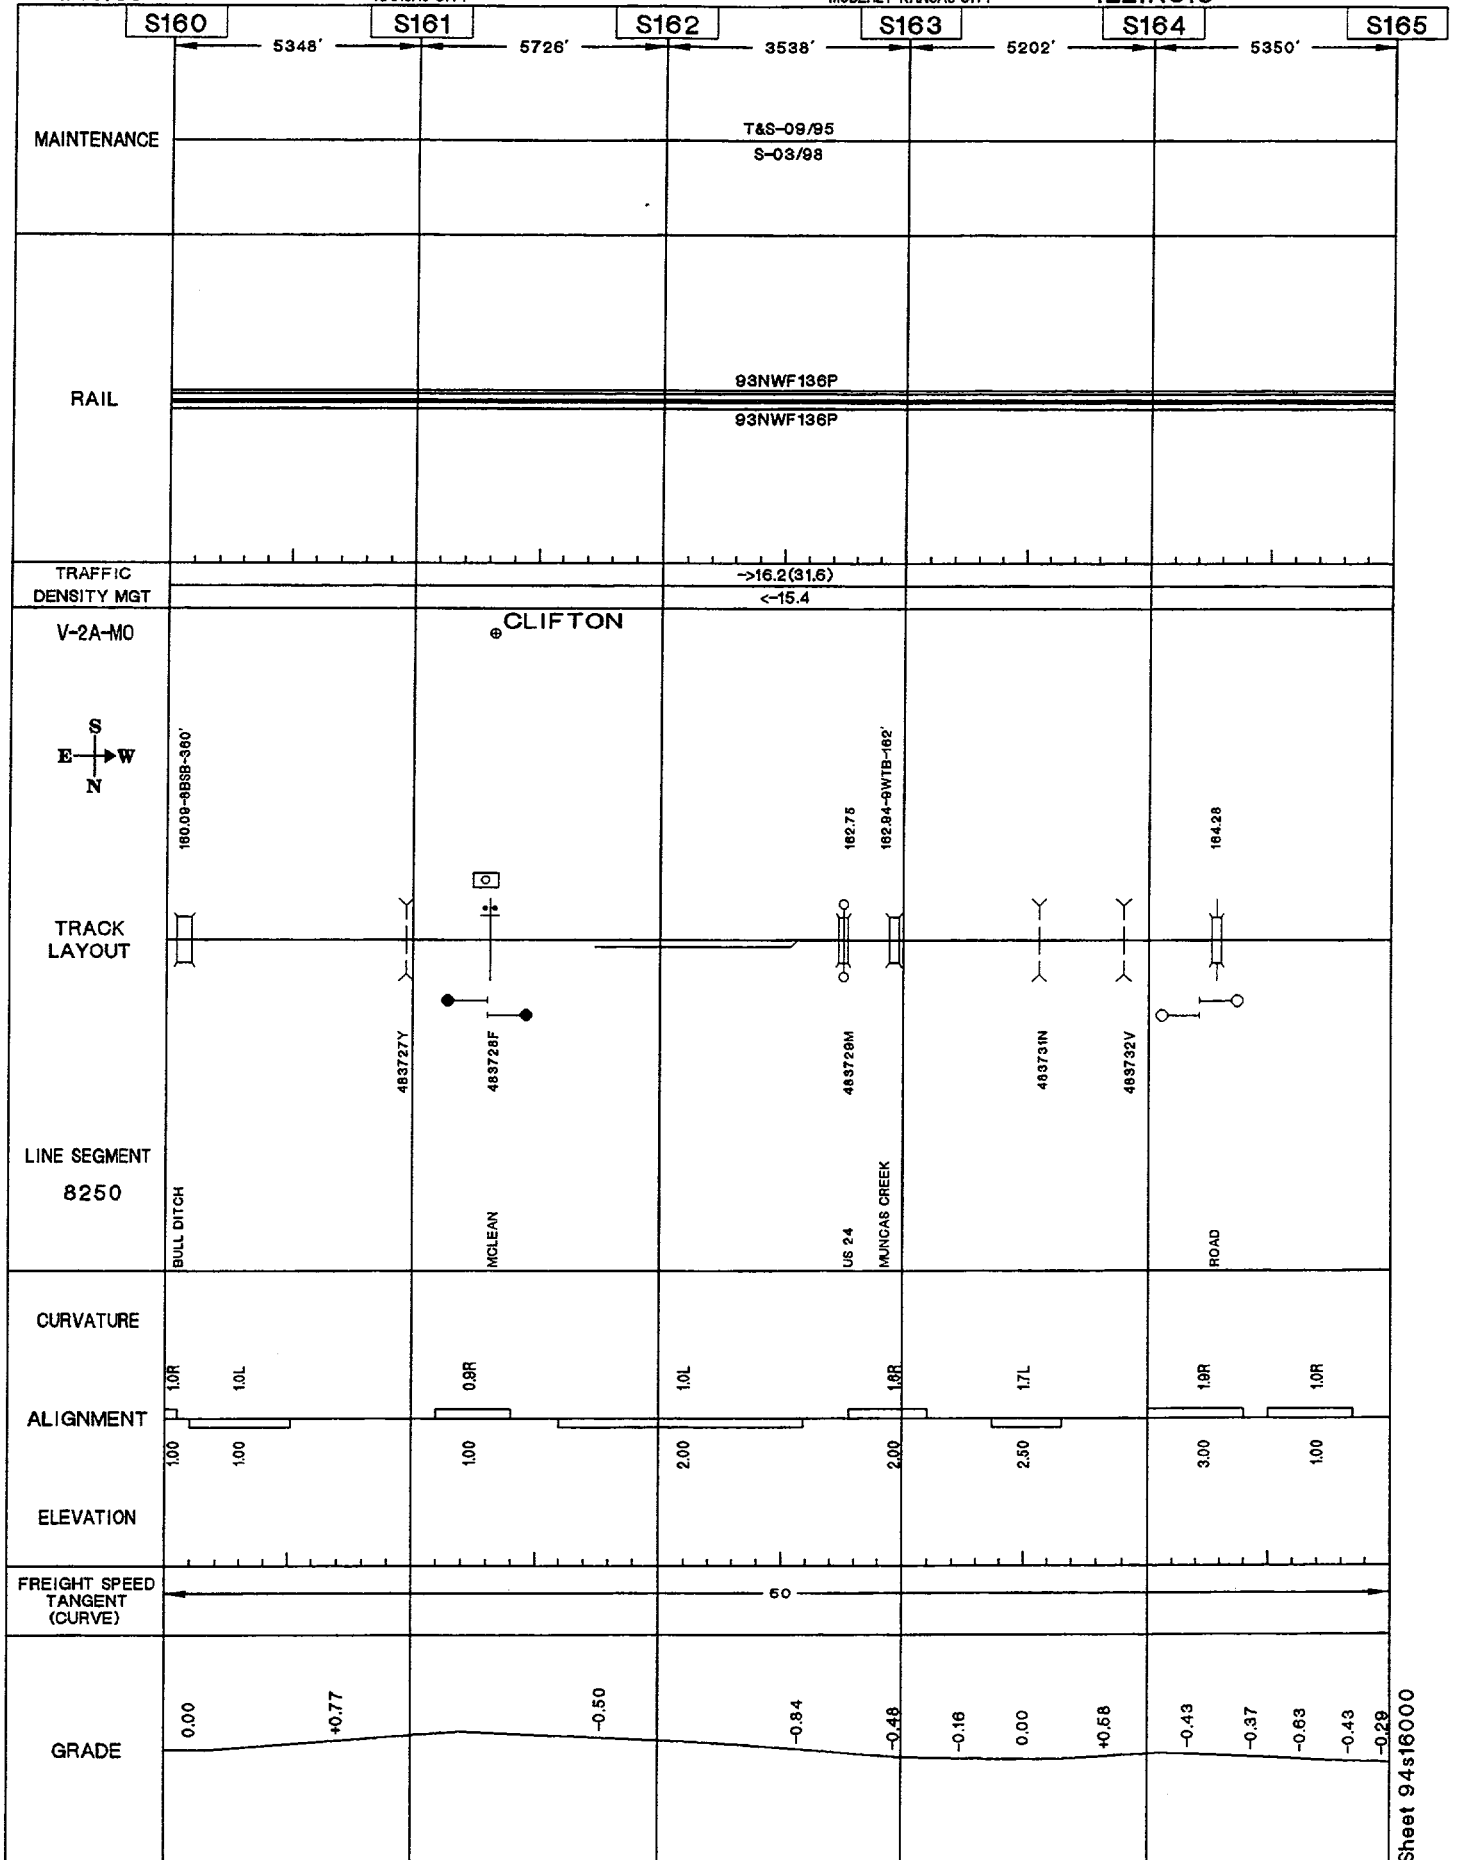 ILLINOIS
S160 S161 S162 S163 S164 S165
5348' 5726' 3538' 5202' 5350'
MAINTENANCE
T&S-09/95
S-03/98
RAIL
93NWF136P
93NWF136P
TRAFFIC
DENSITY MGT
->16.2(31.6)
<-15.4
V-2A-MO
CLIFTON
S
E W
N
160.09-8BSB-360'
162.75
162.94-9WTB-162'
164.28
TRACK
LAYOUT
483727Y
483728F
483729M
483731N
483732V
LINE SEGMENT
8250
BULL DITCH
MCLEAN
US 24
MUNCAS CREEK
ROAD
CURVATURE
1.0R 1.0L 0.9R 1.0L 1.6R 1.7L 1.9R 1.0R
ALIGNMENT
1.00 1.00 1.00 2.00 2.00 2.50 3.00 1.00
ELEVATION
FREIGHT SPEED
TANGENT
(CURVE)
60
GRADE
0.00 +0.77 -0.50 -0.84 -0.48 -0.16 0.00 +0.58 -0.43 -0.37 -0.63 -0.43 -0.29
Sheet 94s16000